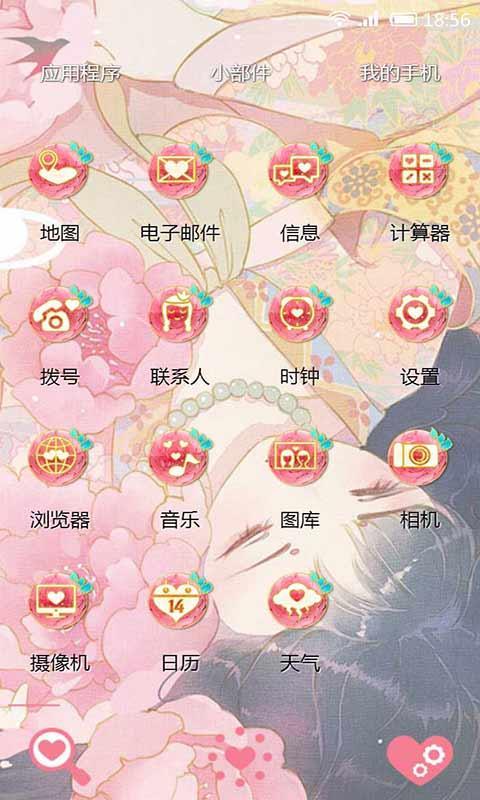 18:56
应用程序 小部件 我的手机
地图 电子邮件 信息 计算器
拨号 联系人 时钟 设置
浏览器 音乐 图库 相机
14
摄像机 日历 天气